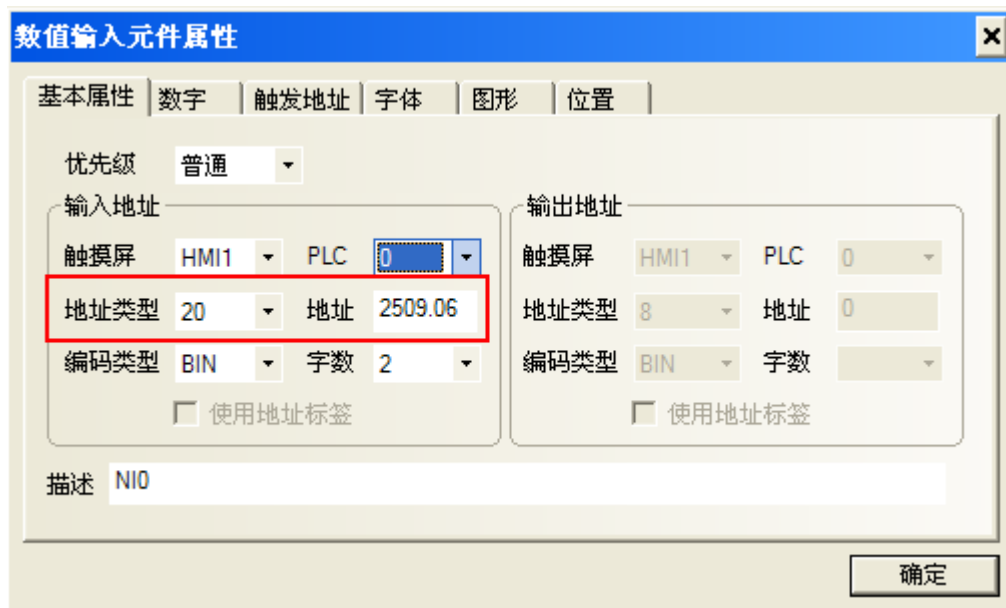 数值输入元件属性
基本属性 数字 触发地址 字体 图形 位置
优先级 普通
输入地址 输出地址
触摸屏 HMI1 PLC 0 触摸屏 HMI1 PLC 0
地址类型 20 地址 2509.06 地址类型 8 地址 0
编码类型 BIN 字数 2 编码类型 BIN 字数
使用地址标签 使用地址标签
描述 NI0
确定